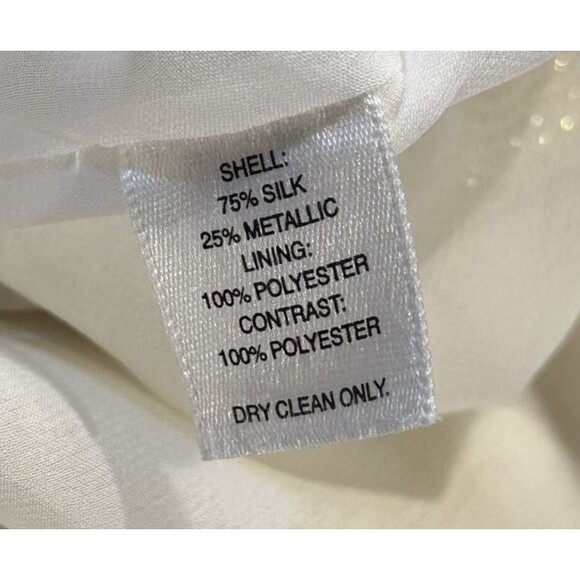 SHELL:
75% SILK
25% METALLIC
LINING:
100% POLYESTER
CONTRAST:
100% POLYESTER
DRY CLEAN ONLY.